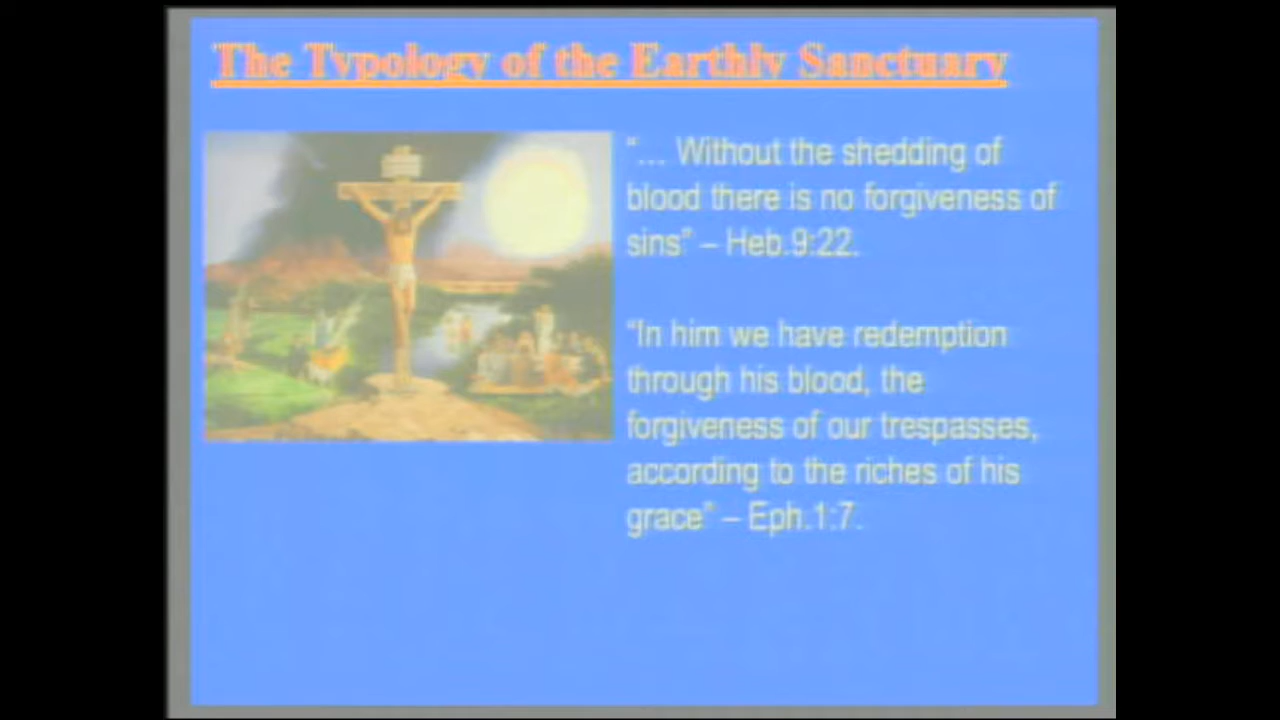 The Typology of the Earthly Sanctuary
“... Without the shedding of
blood there is no forgiveness of
sins” – Heb.9:22.
“In him we have redemption
through his blood, the
forgiveness of our trespasses,
according to the riches of his
grace” – Eph.1:7.